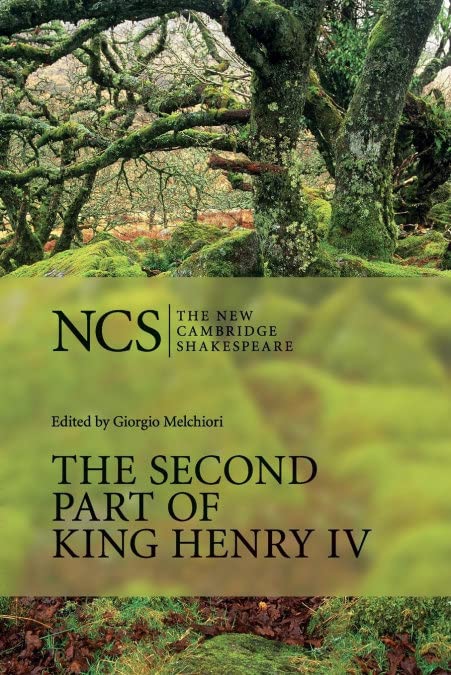 NCS
THE NEW
CAMBRIDGE
SHAKESPEARE
Edited by Giorgio Melchiori
THE SECOND
PART OF
KING HENRY IV